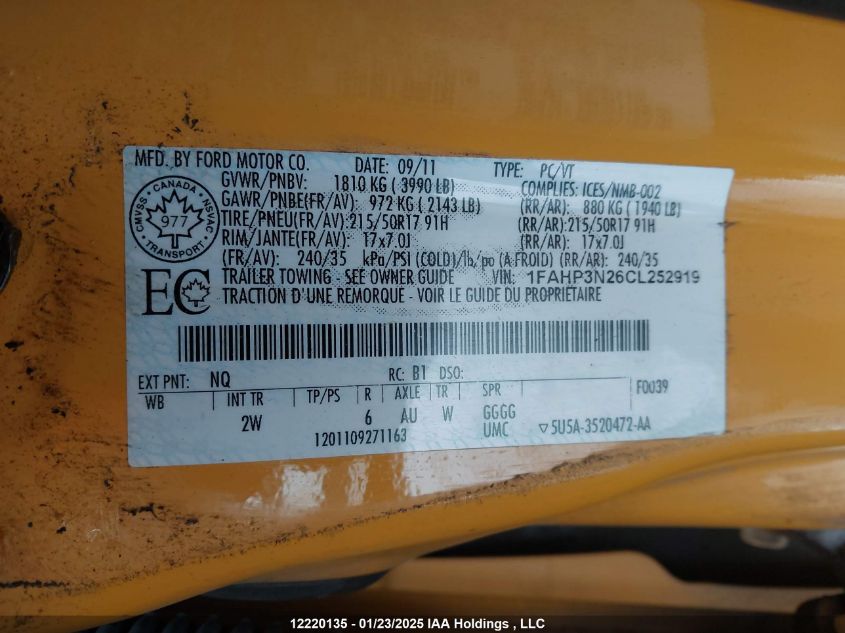 MFD. BY FORD MOTOR CO. DATE: 09/11 TYPE: PC/VT
GVWR/PNBV: 1810 KG ( 3990 LB) COMPLIES: ICES/NMB-002
GAWR/PNBE(FR/AV): 972 KG ( 2143 LB) (RR/AR): 880 KG ( 1940 LB)
TIRE/PNEU(FR/AV):215/50R17 91H (RR/AR):215/50R17 91H
RIM/JANTE(FR/AV): 17x7.0J (RR/AR): 17x7.0J
(FR/AV): 240/35 kPa/PSI (COLD)/lb/po (A FROID) (RR/AR): 240/35
TRAILER TOWING - SEE OWNER GUIDE VIN: 1FAHP3N26CL252919
TRACTION D'UNE REMORQUE - VOIR LE GUIDE DU PROPRIÉTAIRE
CANADA
CMVSS 977 NSVAC
TRANSPORT
EC
EXT PNT: NQ RC: B1 DSO:
WB INT TR TP/PS R AXLE TR SPR F0039
2W 6 AU W GGGG
1201109271163 UMC ▽5U5A-3520472-AA
12220135 - 01/23/2025 IAA Holdings , LLC